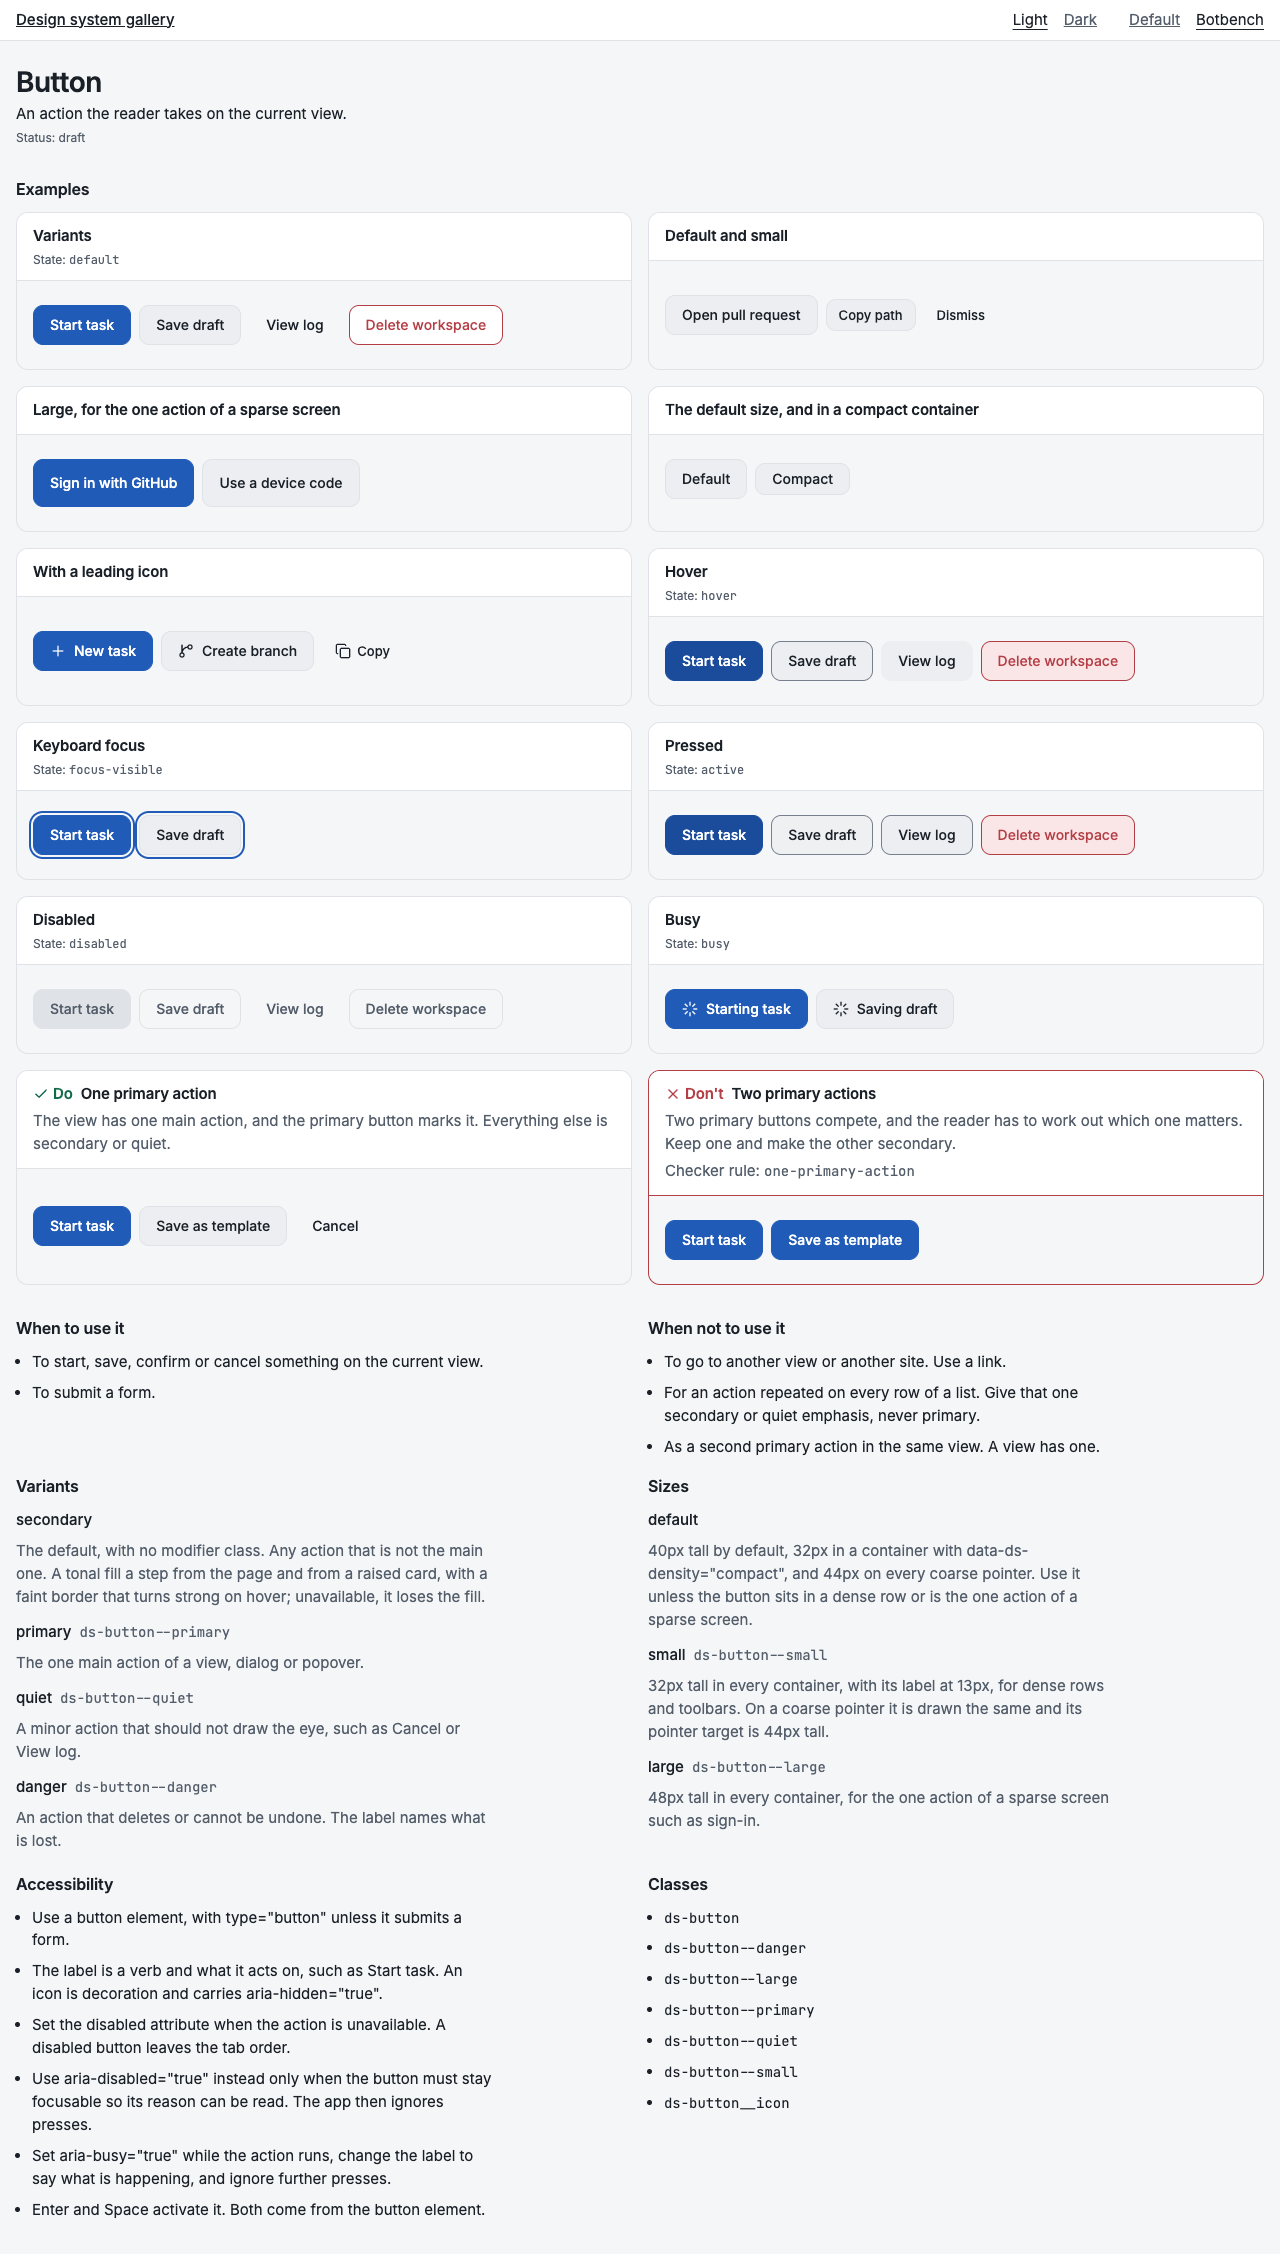 Design system gallery
Light Dark Default Botbench
Button
An action the reader takes on the current view.
Status: draft
Examples
Variants
State: default
Start task Save draft View log Delete workspace
Default and small
Open pull request Copy path Dismiss
Large, for the one action of a sparse screen
Sign in with GitHub Use a device code
The default size, and in a compact container
Default Compact
With a leading icon
New task Create branch Copy
Hover
State: hover
Start task Save draft View log Delete workspace
Keyboard focus
State: focus-visible
Start task Save draft
Pressed
State: active
Start task Save draft View log Delete workspace
Disabled
State: disabled
Start task Save draft View log Delete workspace
Busy
State: busy
Starting task Saving draft
Do One primary action
The view has one main action, and the primary button marks it. Everything else is
secondary or quiet.
Start task Save as template Cancel
Don't Two primary actions
Two primary buttons compete, and the reader has to work out which one matters.
Keep one and make the other secondary.
Checker rule: one-primary-action
Start task Save as template
When to use it
• To start, save, confirm or cancel something on the current view.
• To submit a form.
When not to use it
• To go to another view or another site. Use a link.
• For an action repeated on every row of a list. Give that one
secondary or quiet emphasis, never primary.
• As a second primary action in the same view. A view has one.
Variants
secondary
The default, with no modifier class. Any action that is not the main
one. A tonal fill a step from the page and from a raised card, with a
faint border that turns strong on hover; unavailable, it loses the fill.
primary ds-button--primary
The one main action of a view, dialog or popover.
quiet ds-button--quiet
A minor action that should not draw the eye, such as Cancel or
View log.
danger ds-button--danger
An action that deletes or cannot be undone. The label names what
is lost.
Sizes
default
40px tall by default, 32px in a container with data-ds-
density="compact", and 44px on every coarse pointer. Use it
unless the button sits in a dense row or is the one action of a
sparse screen.
small ds-button--small
32px tall in every container, with its label at 13px, for dense rows
and toolbars. On a coarse pointer it is drawn the same and its
pointer target is 44px tall.
large ds-button--large
48px tall in every container, for the one action of a sparse screen
such as sign-in.
Accessibility
• Use a button element, with type="button" unless it submits a
form.
• The label is a verb and what it acts on, such as Start task. An
icon is decoration and carries aria-hidden="true".
• Set the disabled attribute when the action is unavailable. A
disabled button leaves the tab order.
• Use aria-disabled="true" instead only when the button must stay
focusable so its reason can be read. The app then ignores
presses.
• Set aria-busy="true" while the action runs, change the label to
say what is happening, and ignore further presses.
• Enter and Space activate it. Both come from the button element.
Classes
• ds-button
• ds-button--danger
• ds-button--large
• ds-button--primary
• ds-button--quiet
• ds-button--small
• ds-button__icon